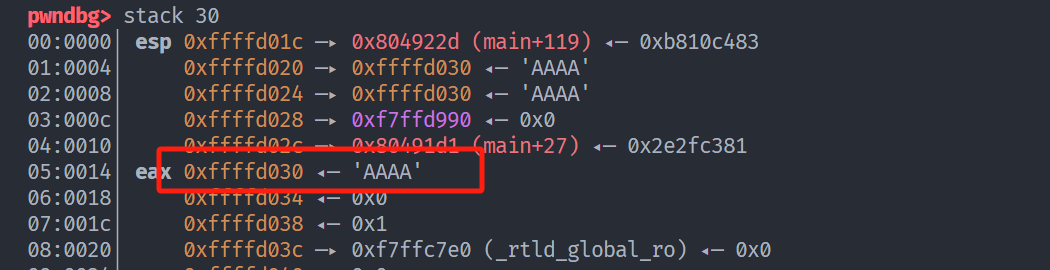 pwndbg> stack 30
00:0000│ esp 0xffffd01c —▸ 0x804922d (main+119) ◂— 0xb810c483
01:0004│ 0xffffd020 —▸ 0xffffd030 ◂— 'AAAA'
02:0008│ 0xffffd024 —▸ 0xffffd030 ◂— 'AAAA'
03:000c│ 0xffffd028 —▸ 0xf7ffd990 ◂— 0x0
04:0010│ 0xffffd02c —▸ 0x80491d1 (main+27) ◂— 0x2e2fc381
05:0014│ eax 0xffffd030 ◂— 'AAAA'
06:0018│ 0xffffd034 ◂— 0x0
07:001c│ 0xffffd038 ◂— 0x1
08:0020│ 0xffffd03c —▸ 0xf7ffc7e0 (_rtld_global_ro) ◂— 0x0